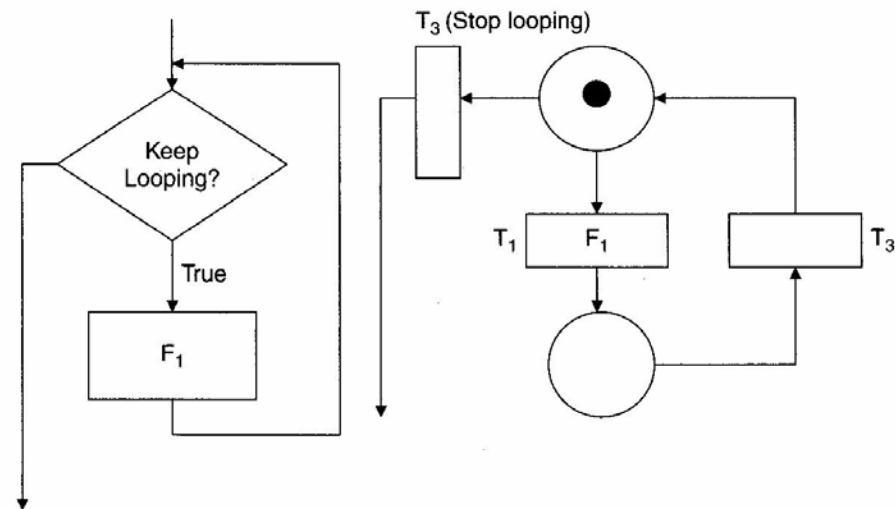 Keep
Looping?
True
F₁
T₃ (Stop looping)
T₁
F₁
T₃